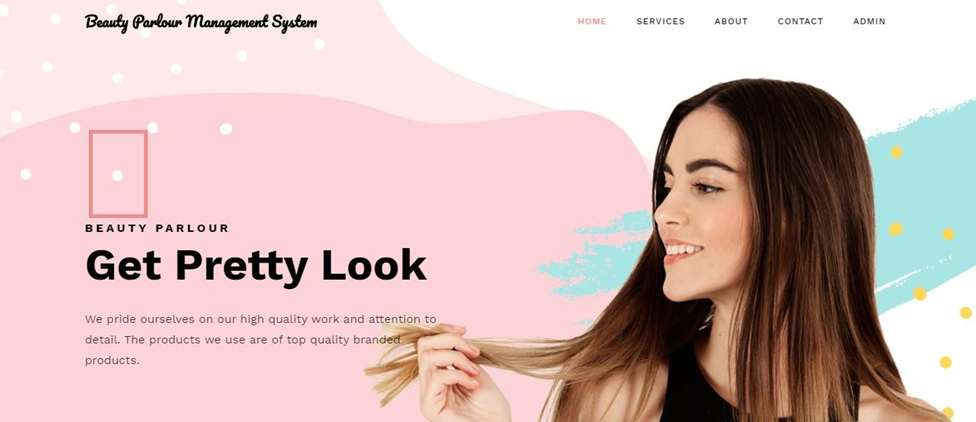 Beauty Parlour Management System
HOME SERVICES ABOUT CONTACT ADMIN
BEAUTY PARLOUR
Get Pretty Look
We pride ourselves on our high quality work and attention to
detail. The products we use are of top quality branded
products.